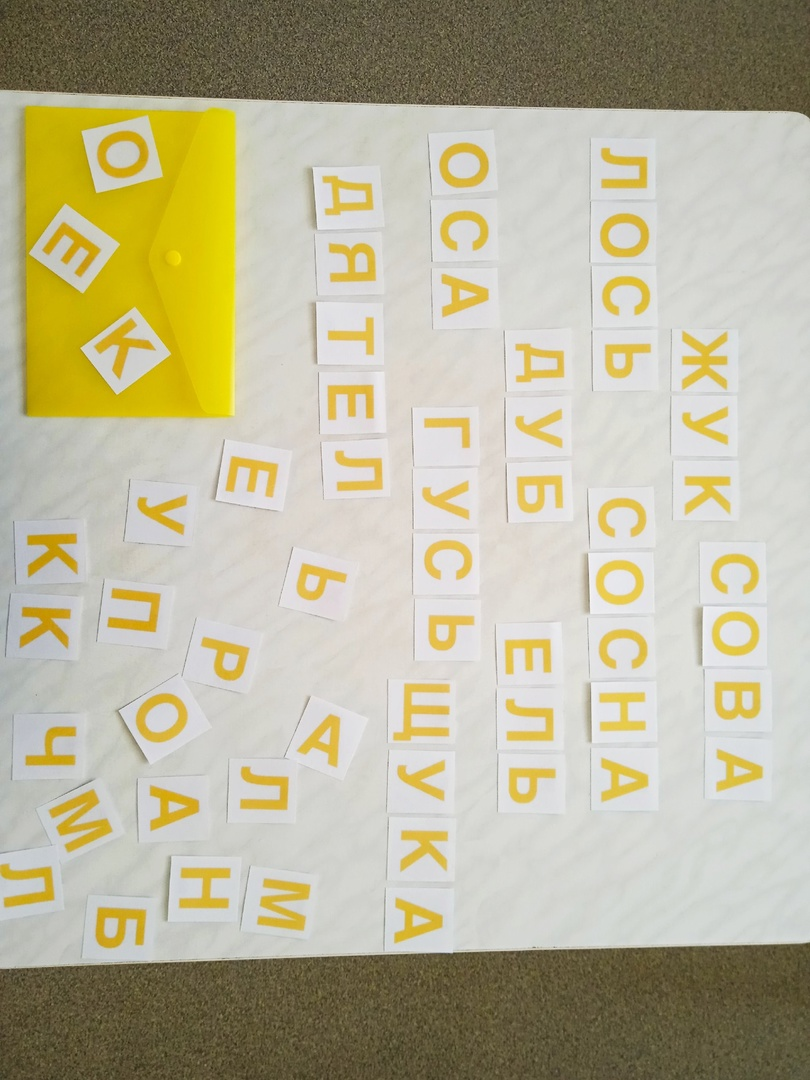 ЖУК СОВА
ЛОСЬ СОСНА
ДУБ ЕЛЬ
ОСА ГУСЬ ЩУКА
ДЯТЕЛ
Ь А
Е Л М
У П Р О А Н
О К Б
Е М
К К Ч Л